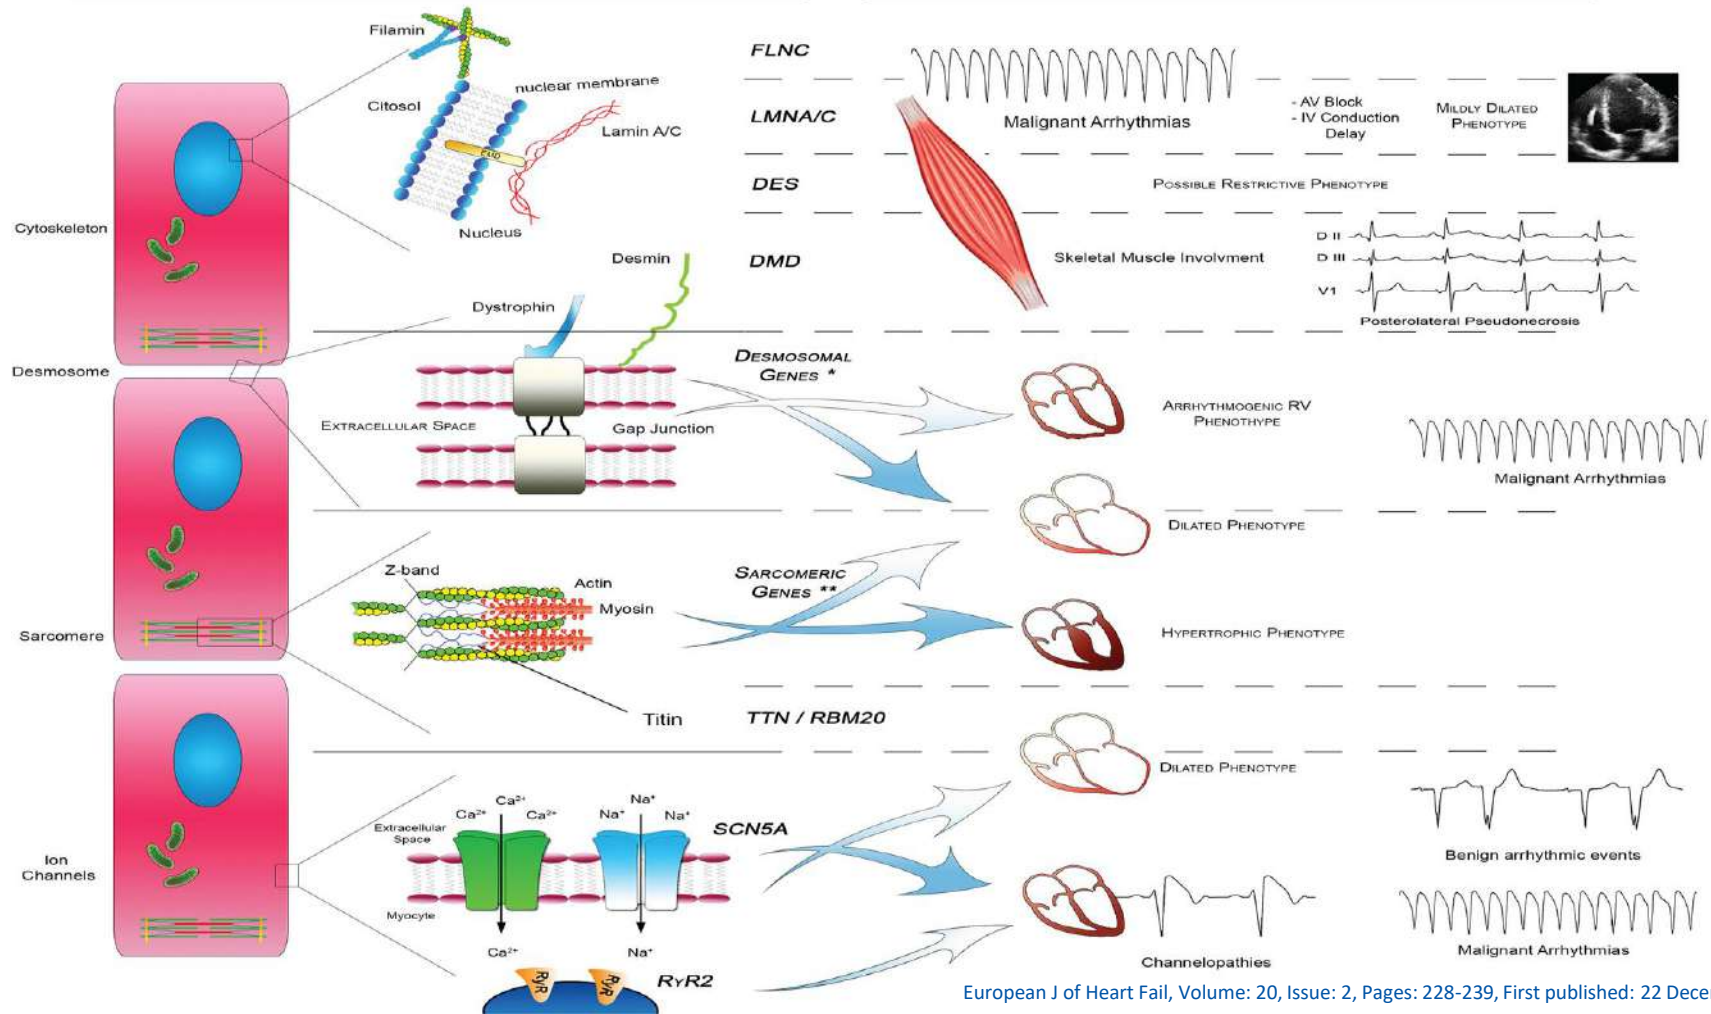 Filamin
nuclear membrane
Citosol
Lamin A/C
EMD
Nucleus
FLNC
LMNA/C
Malignant Arrhythmias
- AV Block
- IV Conduction
Delay
MILDLY DILATED
PHENOTYPE
DES
POSSIBLE RESTRICTIVE PHENOTYPE
Cytoskeleton
DMD
Skeletal Muscle Involvment
D II
D III
V1
Posterolateral Pseudonecrosis
Desmin
Dystrophin
Desmosome
EXTRACELLULAR SPACE
Gap Junction
DESMOSOMAL
GENES *
ARRHYTHMOGENIC RV
PHENOTHYPE
Malignant Arrhythmias
DILATED PHENOTYPE
Sarcomere
Z-band
Actin
Myosin
Titin
SARCOMERIC
GENES **
HYPERTROPHIC PHENOTYPE
TTN / RBM20
DILATED PHENOTYPE
Ion
Channels
Extracellular
Space
Ca2+
Ca2+
Ca2+
Na+
Na+
Na+
SCN5A
Myocyte
Ca2+
Na+
RyR
RyR
RYR2
Benign arrhythmic events
Channelopathies
Malignant Arrhythmias
European J of Heart Fail, Volume: 20, Issue: 2, Pages: 228-239, First published: 22 Dece